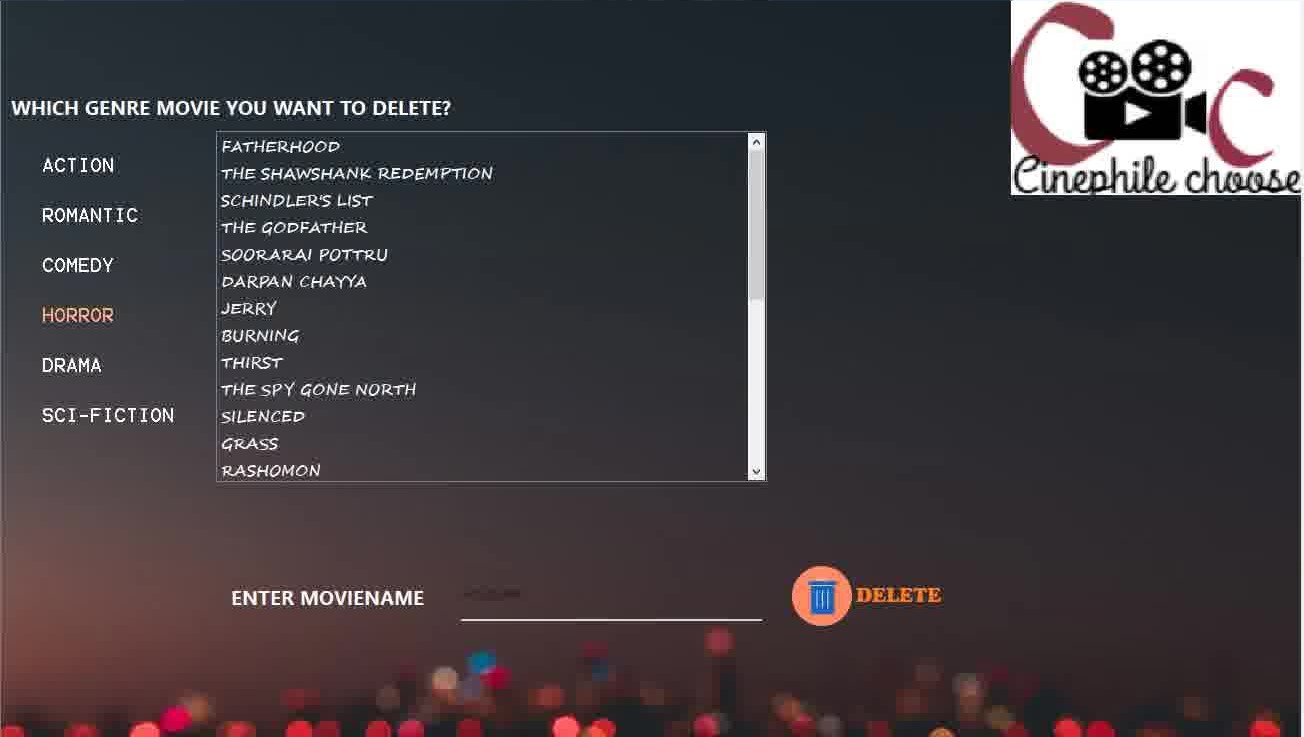 WHICH GENRE MOVIE YOU WANT TO DELETE?
ACTION
ROMANTIC
COMEDY
HORROR
DRAMA
SCI-FICTION
FATHERHOOD
THE SHAWSHANK REDEMPTION
SCHINDLER'S LIST
THE GODFATHER
SOORARAI POTTRU
DARPAN CHAYYA
JERRY
BURNING
THIRST
THE SPY GONE NORTH
SILENCED
GRASS
RASHOMON
C C
Cinephile choose
ENTER MOVIENAME
DELETE